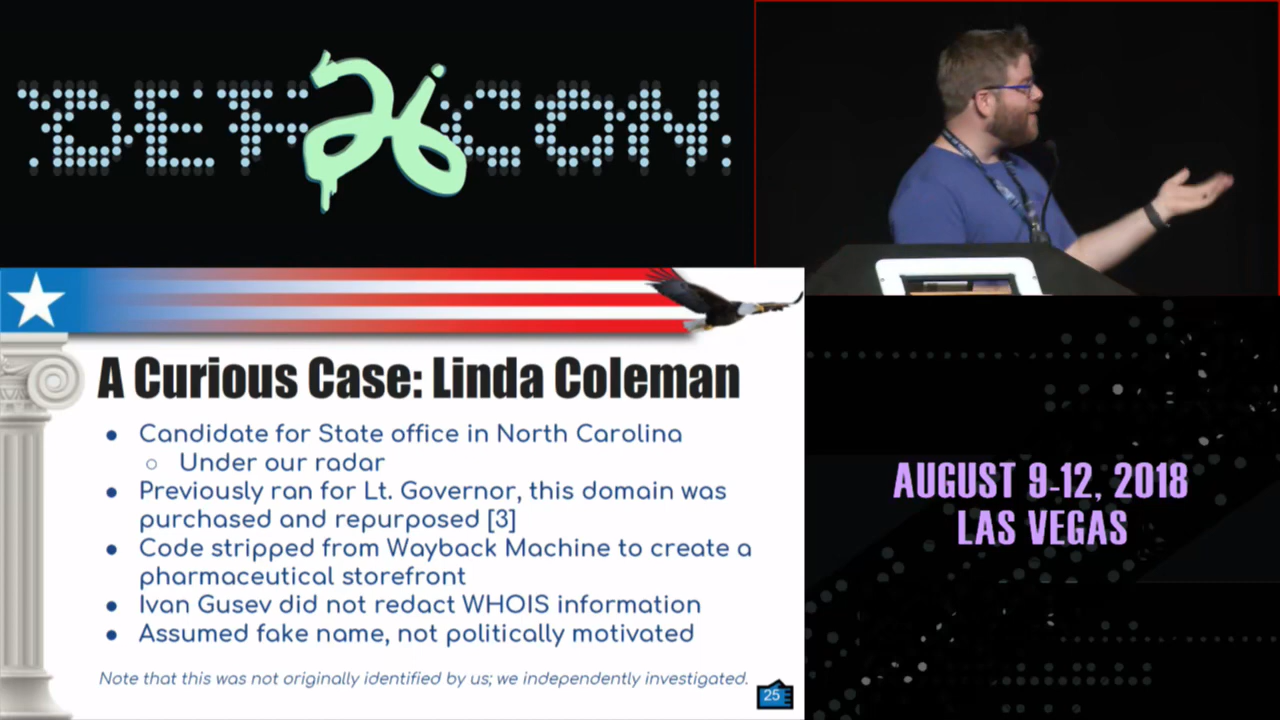 DEF 26 CON
A Curious Case: Linda Coleman
● Candidate for State office in North Carolina
○ Under our radar
● Previously ran for Lt. Governor, this domain was
purchased and repurposed [3]
● Code stripped from Wayback Machine to create a
pharmaceutical storefront
● Ivan Gusev did not redact WHOIS information
● Assumed fake name, not politically motivated
Note that this was not originally identified by us; we independently investigated.
25
AUGUST 9-12, 2018
LAS VEGAS